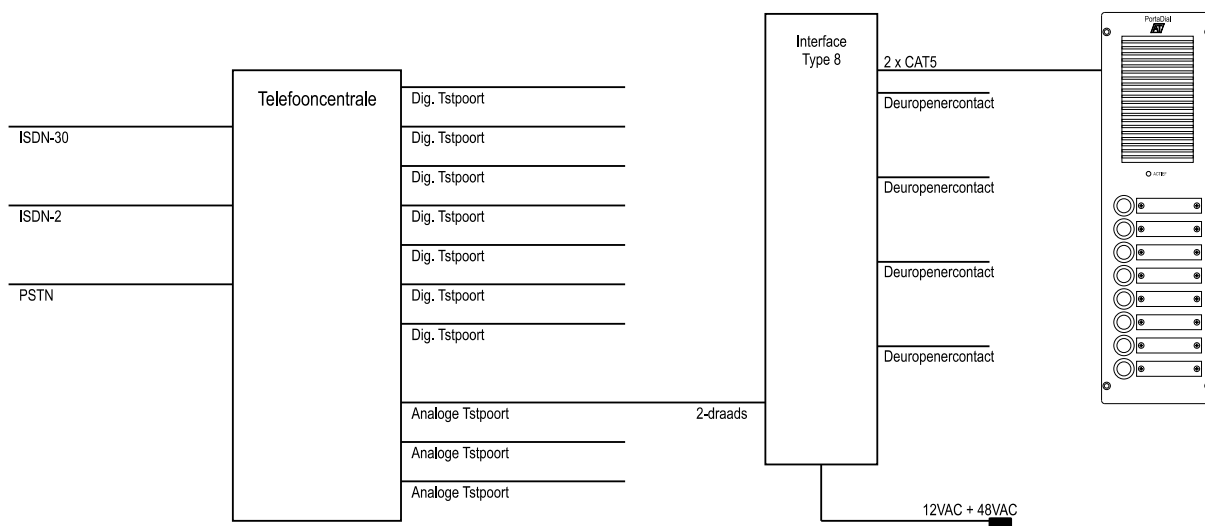 PortaDial
Interface
Type 8
2 x CAT5
Telefooncentrale
Dig. Tstpoort
Deuropenercontact
ISDN-30
Dig. Tstpoort
Dig. Tstpoort
ACTIEF
Deuropenercontact
ISDN-2
Dig. Tstpoort
Dig. Tstpoort
Deuropenercontact
PSTN
Dig. Tstpoort
Dig. Tstpoort
Deuropenercontact
Analoge Tstpoort
2-draads
Analoge Tstpoort
Analoge Tstpoort
12VAC + 48VAC